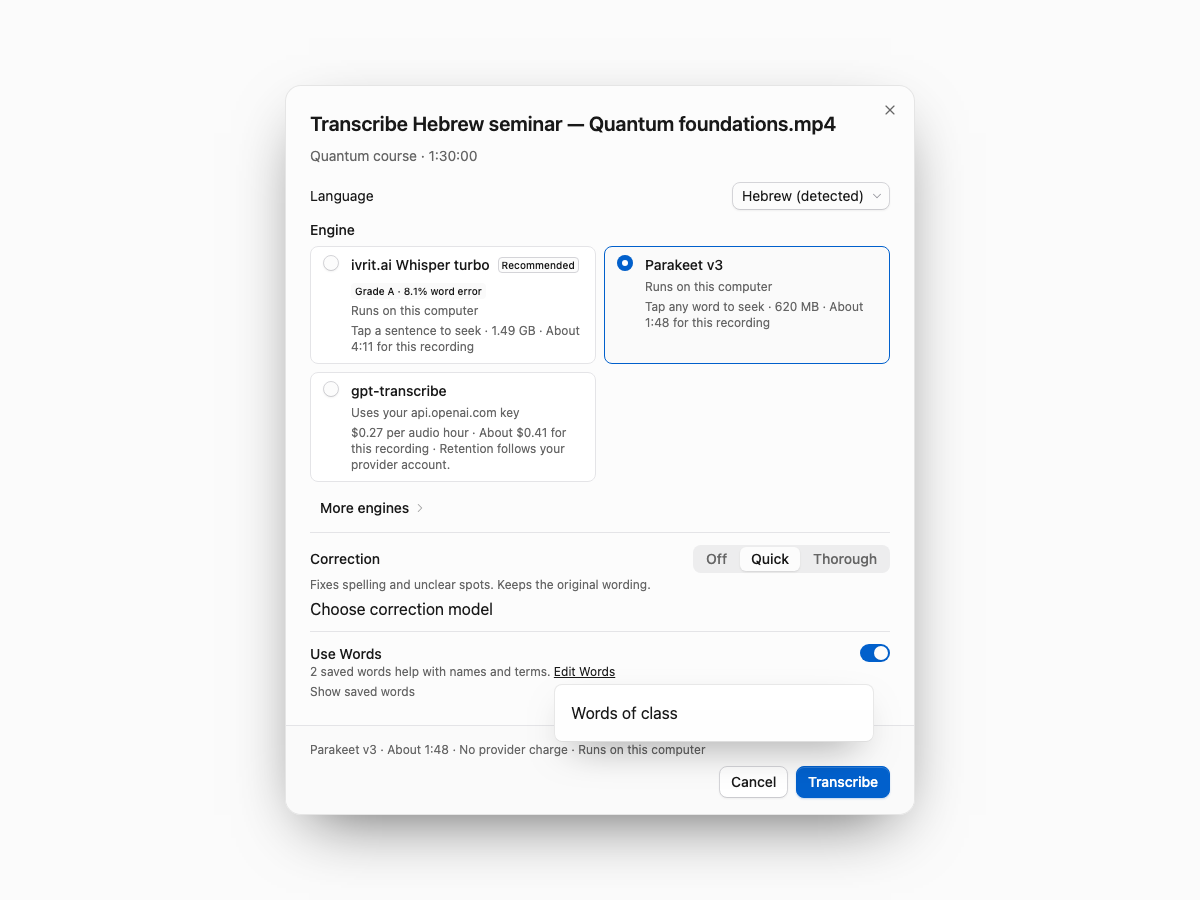 Transcribe Hebrew seminar — Quantum foundations.mp4
Quantum course · 1:30:00
Language
Hebrew (detected)
Engine
ivrit.ai Whisper turbo
Recommended
Grade A · 8.1% word error
Runs on this computer
Tap a sentence to seek · 1.49 GB · About
4:11 for this recording
Parakeet v3
Runs on this computer
Tap any word to seek · 620 MB · About
1:48 for this recording
gpt-transcribe
Uses your api.openai.com key
$0.27 per audio hour · About $0.41 for
this recording · Retention follows your
provider account.
More engines
Correction
Off
Quick
Thorough
Fixes spelling and unclear spots. Keeps the original wording.
Choose correction model
Use Words
2 saved words help with names and terms. Edit Words
Show saved words
Words of class
Parakeet v3 · About 1:48 · No provider charge · Runs on this computer
Cancel
Transcribe